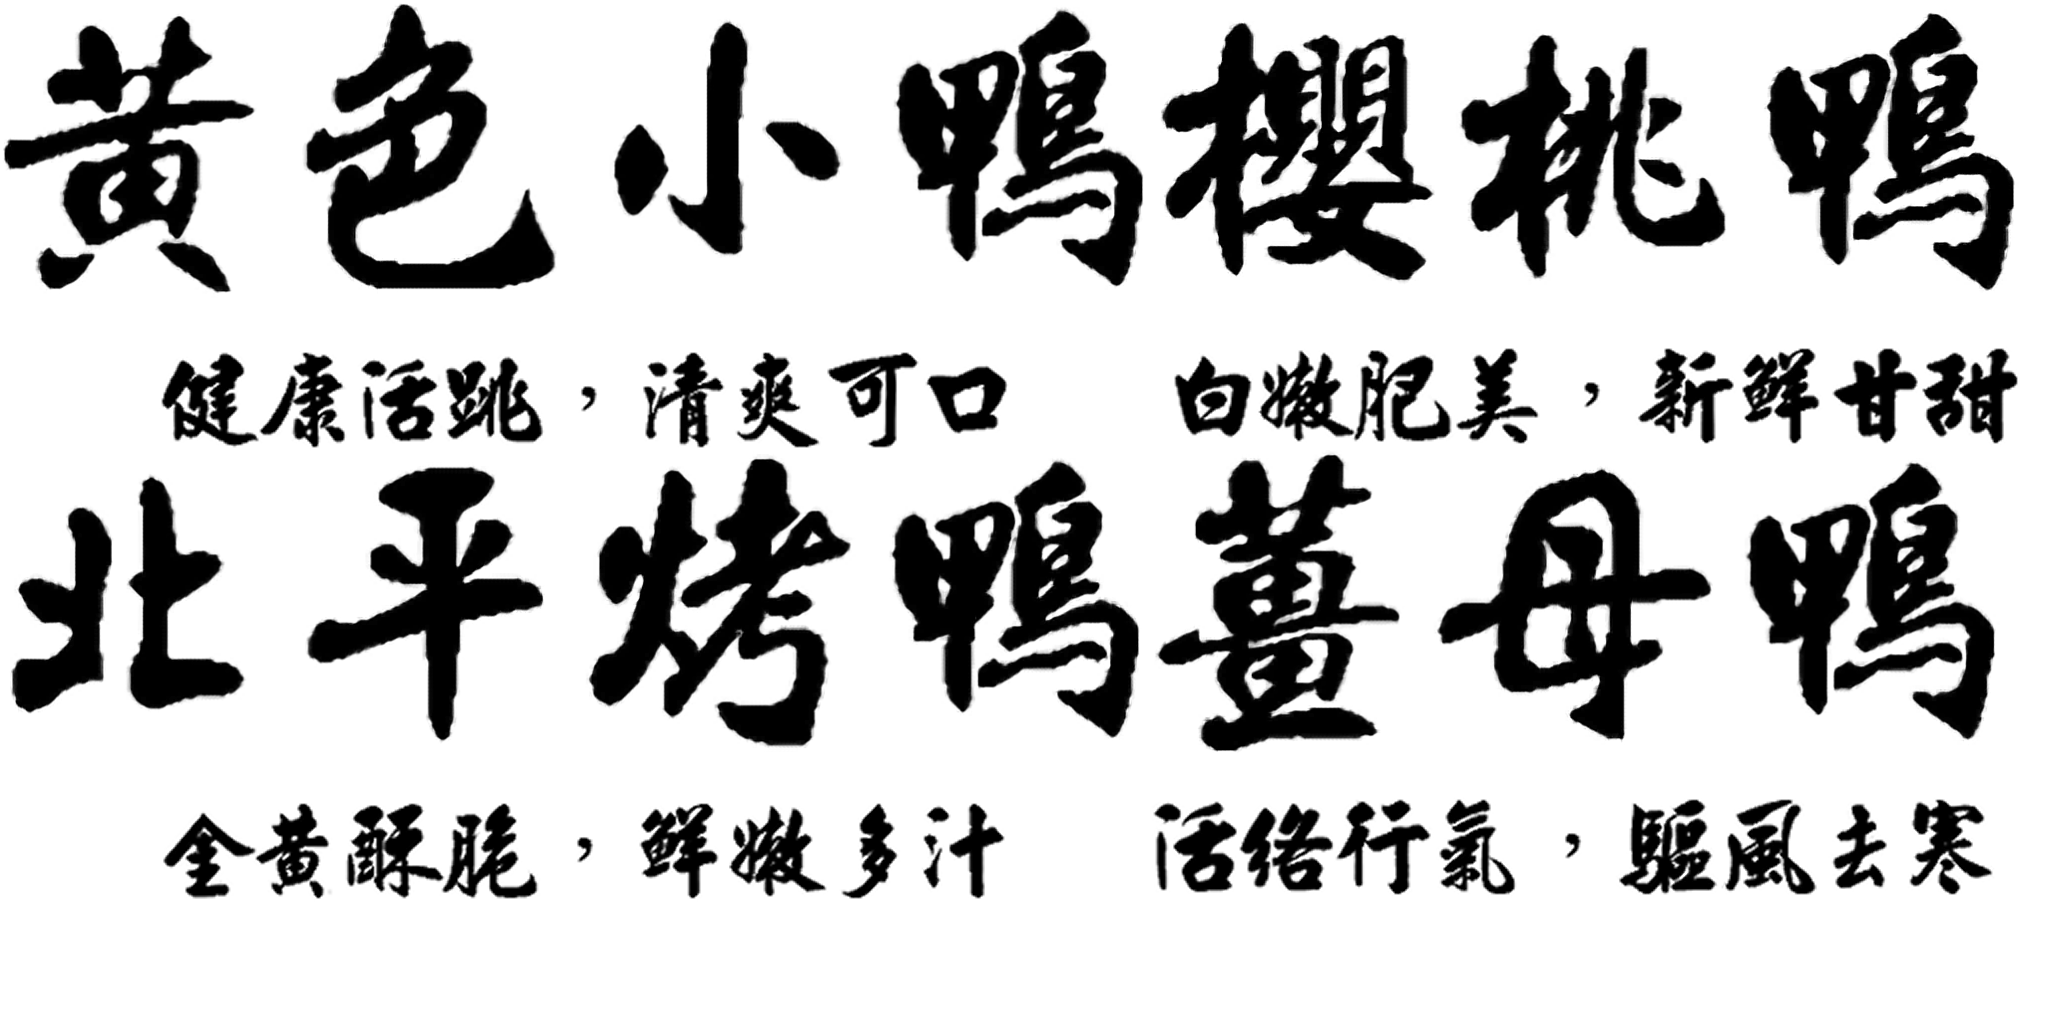 黃色小鴨
健康活跳，清爽可口
櫻桃鴨
白嫩肥美，新鮮甘甜
北平烤鴨
金黃酥脆，鮮嫩多汁
薑母鴨
活絡行氣，驅風去寒